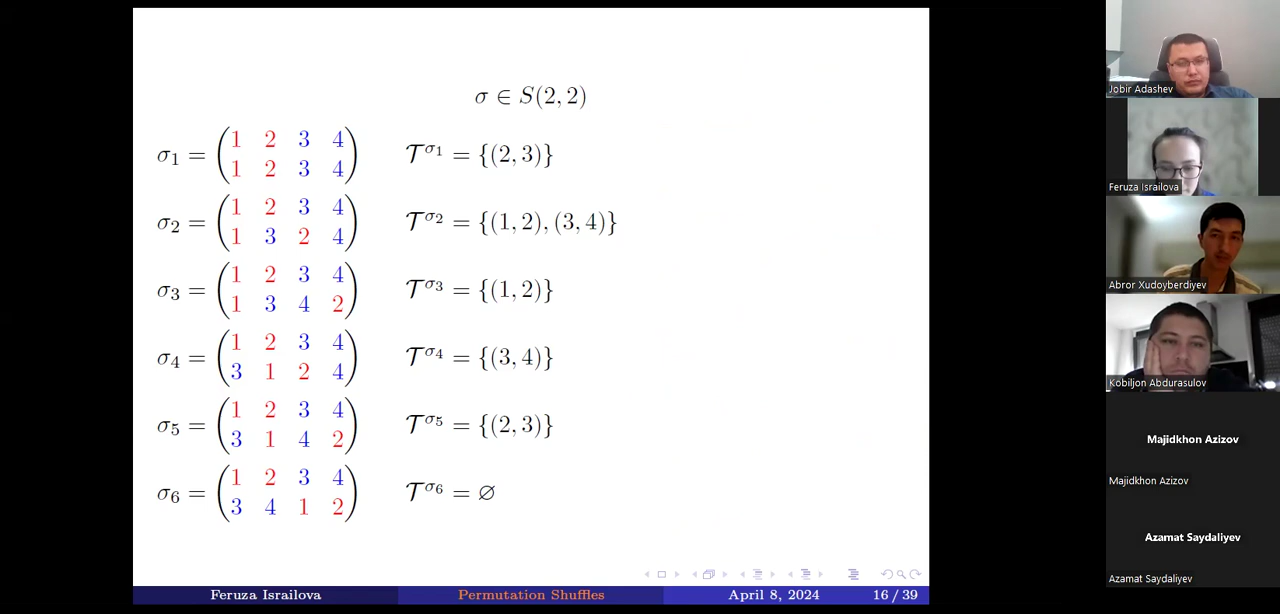 σ ∈ S(2, 2)
σ₁ = (1 2 3 4
1 2 3 4) 𝒯^σ₁ = {(2, 3)}
σ₂ = (1 2 3 4
1 3 2 4) 𝒯^σ₂ = {(1, 2), (3, 4)}
σ₃ = (1 2 3 4
1 3 4 2) 𝒯^σ₃ = {(1, 2)}
σ₄ = (1 2 3 4
3 1 2 4) 𝒯^σ₄ = {(3, 4)}
σ₅ = (1 2 3 4
3 1 4 2) 𝒯^σ₅ = {(2, 3)}
σ₆ = (1 2 3 4
3 4 1 2) 𝒯^σ₆ = ∅
Feruza Israilova Permutation Shuffles April 8, 2024 16 / 39
Jobir Adashev
Feruza Israilova
Abror Xudoyberdiyev
Kobiljon Abdurasulov
Majidkhon Azizov
Majidkhon Azizov
Azamat Saydaliyev
Azamat Saydaliyev